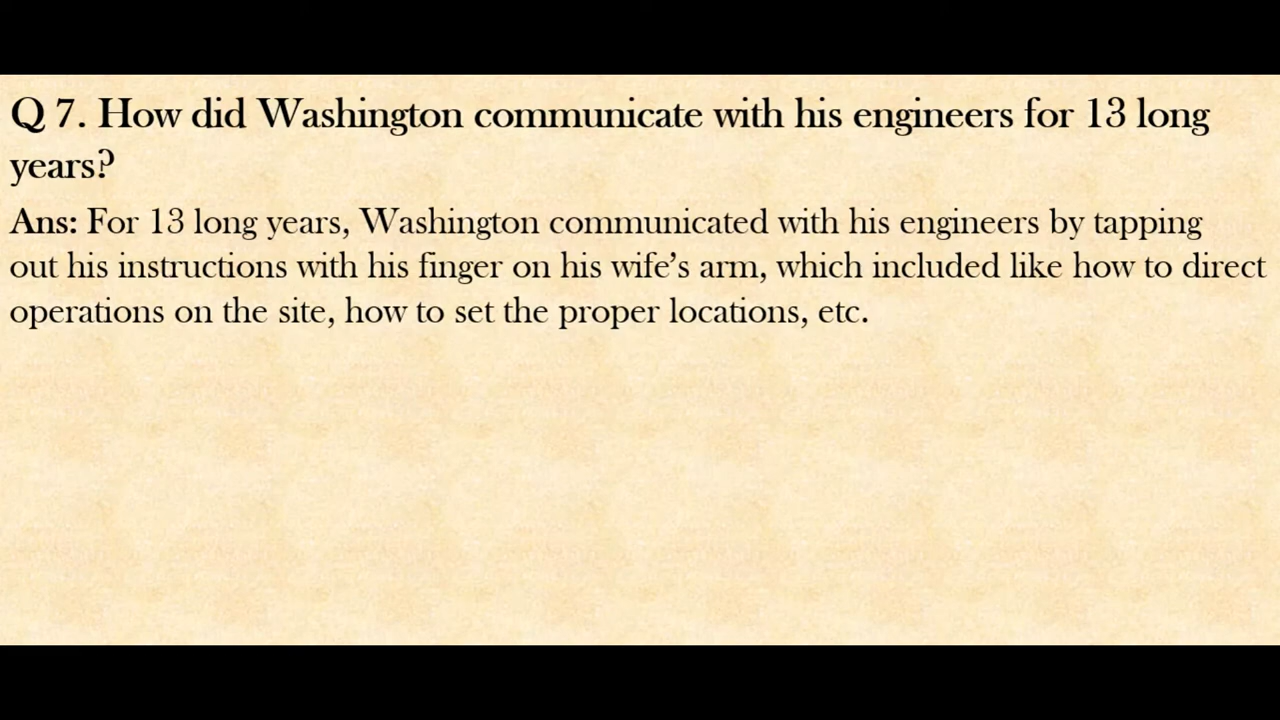 Q 7. How did Washington communicate with his engineers for 13 long
years?
Ans: For 13 long years, Washington communicated with his engineers by tapping
out his instructions with his finger on his wife’s arm, which included like how to direct
operations on the site, how to set the proper locations, etc.